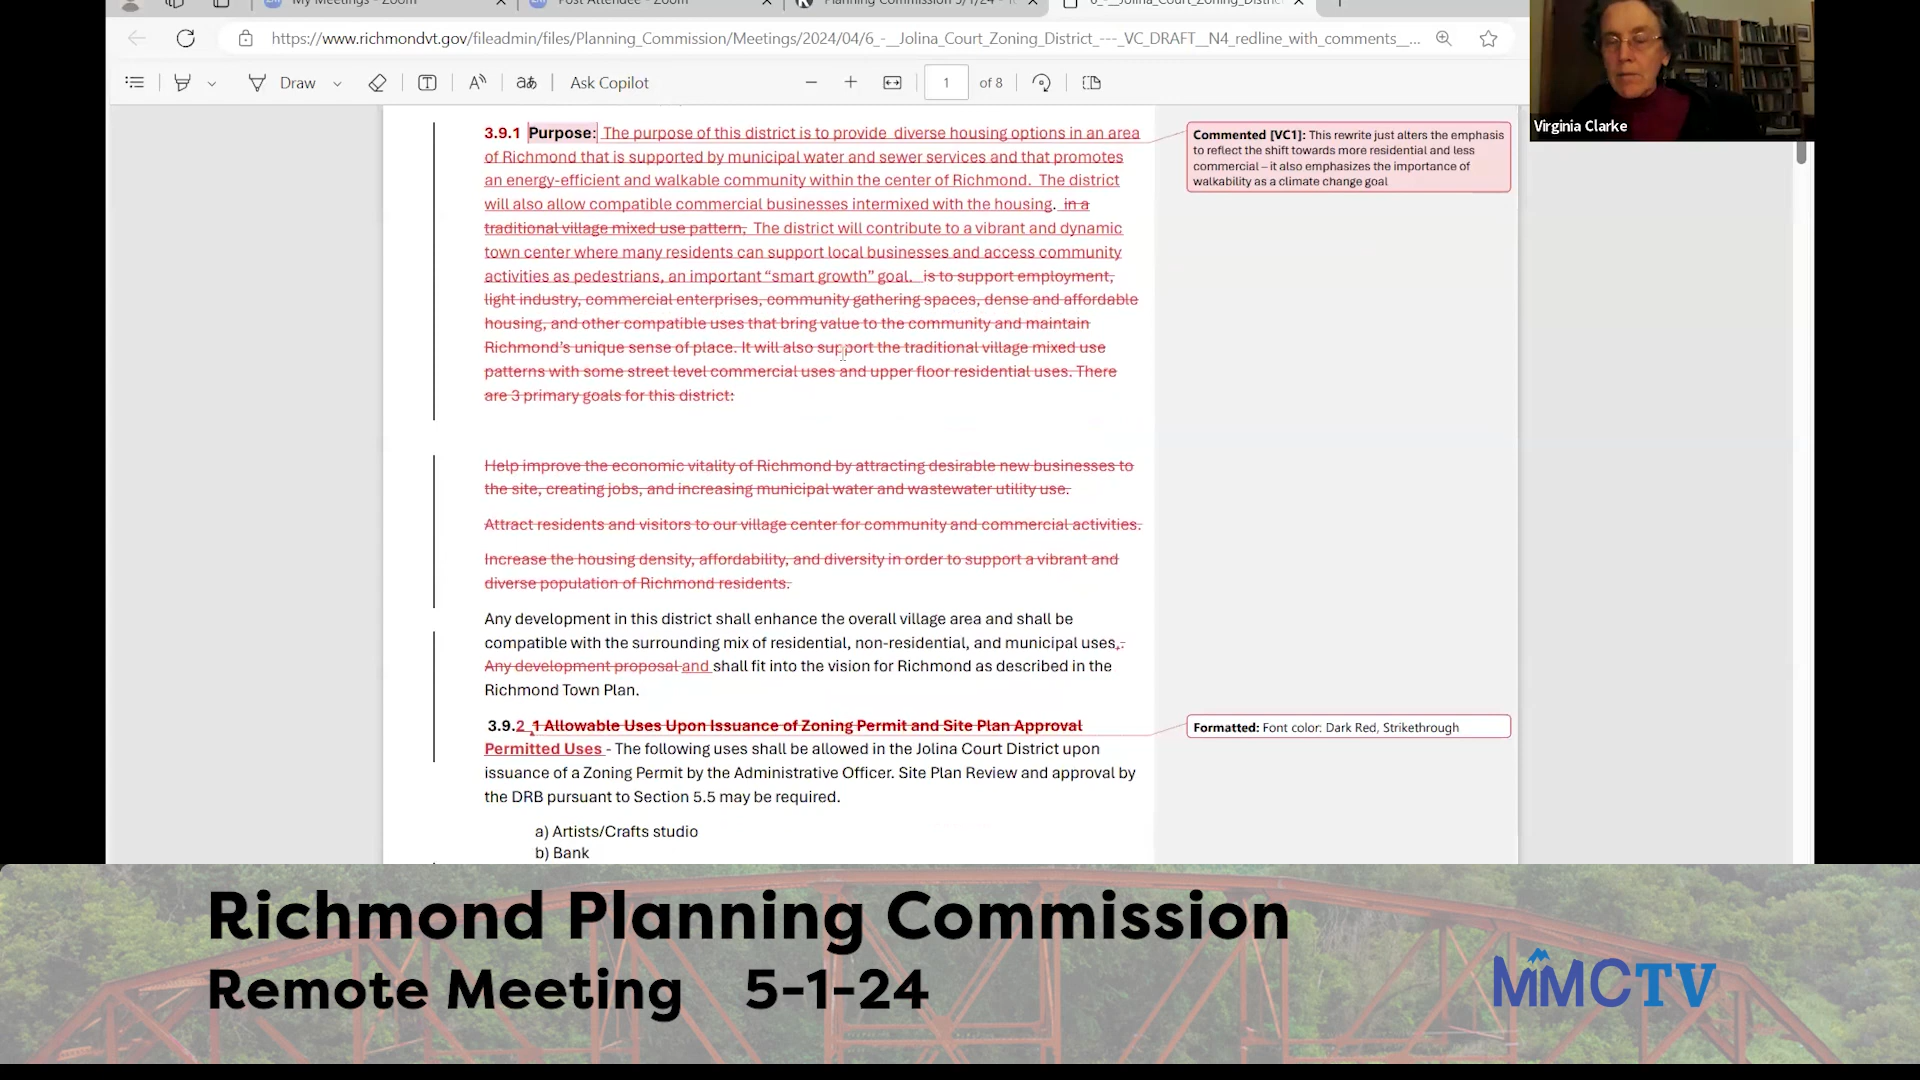 My Meetings - Zoom
Post Attendee - Zoom
Planning Commission 5/1/24 -
6_-__Jolina_Court_Zoning_Distric
https://www.richmondvt.gov/fileadmin/files/Planning_Commission/Meetings/2024/04/6_-__Jolina_Court_Zoning_District_---_VC_DRAFT__N4_redline_with_comments__...
Draw
Ask Copilot
1 of 8
Virginia Clarke
3.9.1 Purpose: The purpose of this district is to provide diverse housing options in an area
of Richmond that is supported by municipal water and sewer services and that promotes
an energy-efficient and walkable community within the center of Richmond. The district
will also allow compatible commercial businesses intermixed with the housing. in a
traditional village mixed use pattern, The district will contribute to a vibrant and dynamic
town center where many residents can support local businesses and access community
activities as pedestrians, an important “smart growth” goal. is to support employment,
light industry, commercial enterprises, community gathering spaces, dense and affordable
housing, and other compatible uses that bring value to the community and maintain
Richmond’s unique sense of place. It will also support the traditional village mixed use
patterns with some street level commercial uses and upper floor residential uses. There
are 3 primary goals for this district:
Commented [VC1]: This rewrite just alters the emphasis
to reflect the shift towards more residential and less
commercial – it also emphasizes the importance of
walkability as a climate change goal
Help improve the economic vitality of Richmond by attracting desirable new businesses to
the site, creating jobs, and increasing municipal water and wastewater utility use.
Attract residents and visitors to our village center for community and commercial activities.
Increase the housing density, affordability, and diversity in order to support a vibrant and
diverse population of Richmond residents.
Any development in this district shall enhance the overall village area and shall be
compatible with the surrounding mix of residential, non-residential, and municipal uses,.
Any development proposal and shall fit into the vision for Richmond as described in the
Richmond Town Plan.
3.9.2 1 Allowable Uses Upon Issuance of Zoning Permit and Site Plan Approval
Permitted Uses - The following uses shall be allowed in the Jolina Court District upon
issuance of a Zoning Permit by the Administrative Officer. Site Plan Review and approval by
the DRB pursuant to Section 5.5 may be required.
Formatted: Font color: Dark Red, Strikethrough
a) Artists/Crafts studio
b) Bank
Richmond Planning Commission
Remote Meeting 5-1-24
MMCTV